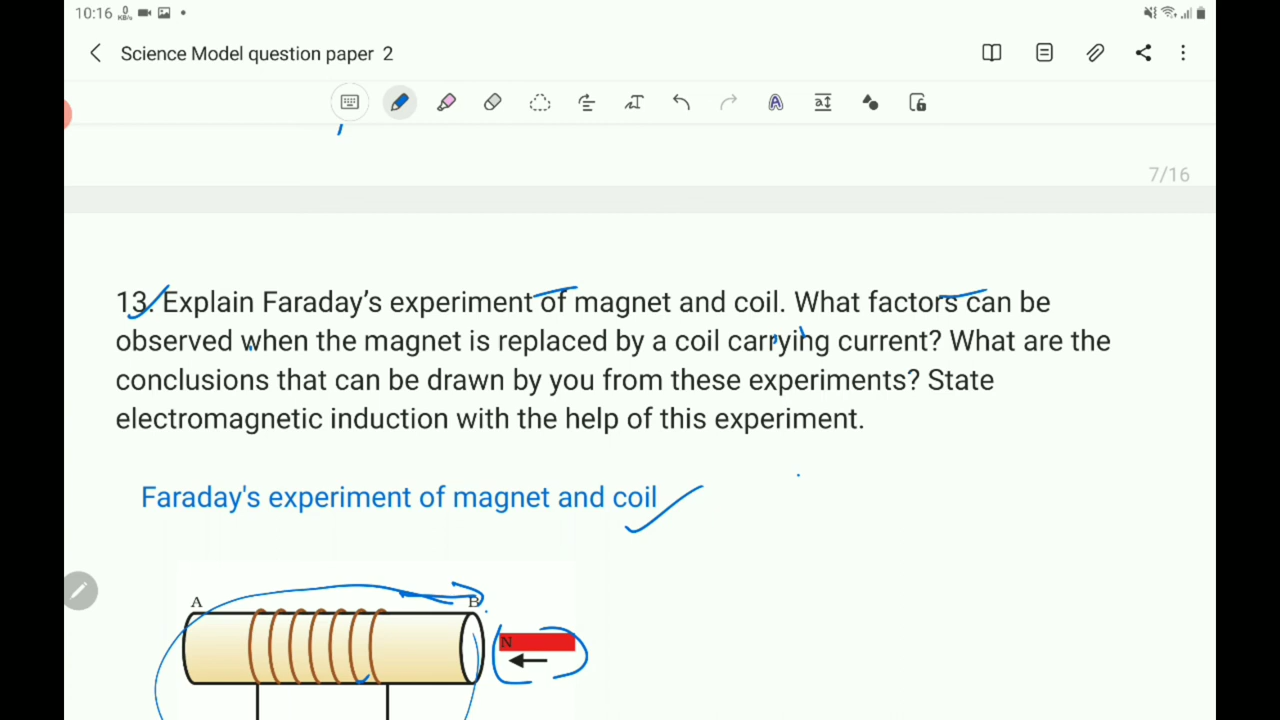 10:16 0 KB/s
Science Model question paper 2
7/16
13. Explain Faraday's experiment of magnet and coil. What factors can be
observed when the magnet is replaced by a coil carrying current? What are the
conclusions that can be drawn by you from these experiments? State
electromagnetic induction with the help of this experiment.
Faraday's experiment of magnet and coil
A B
N